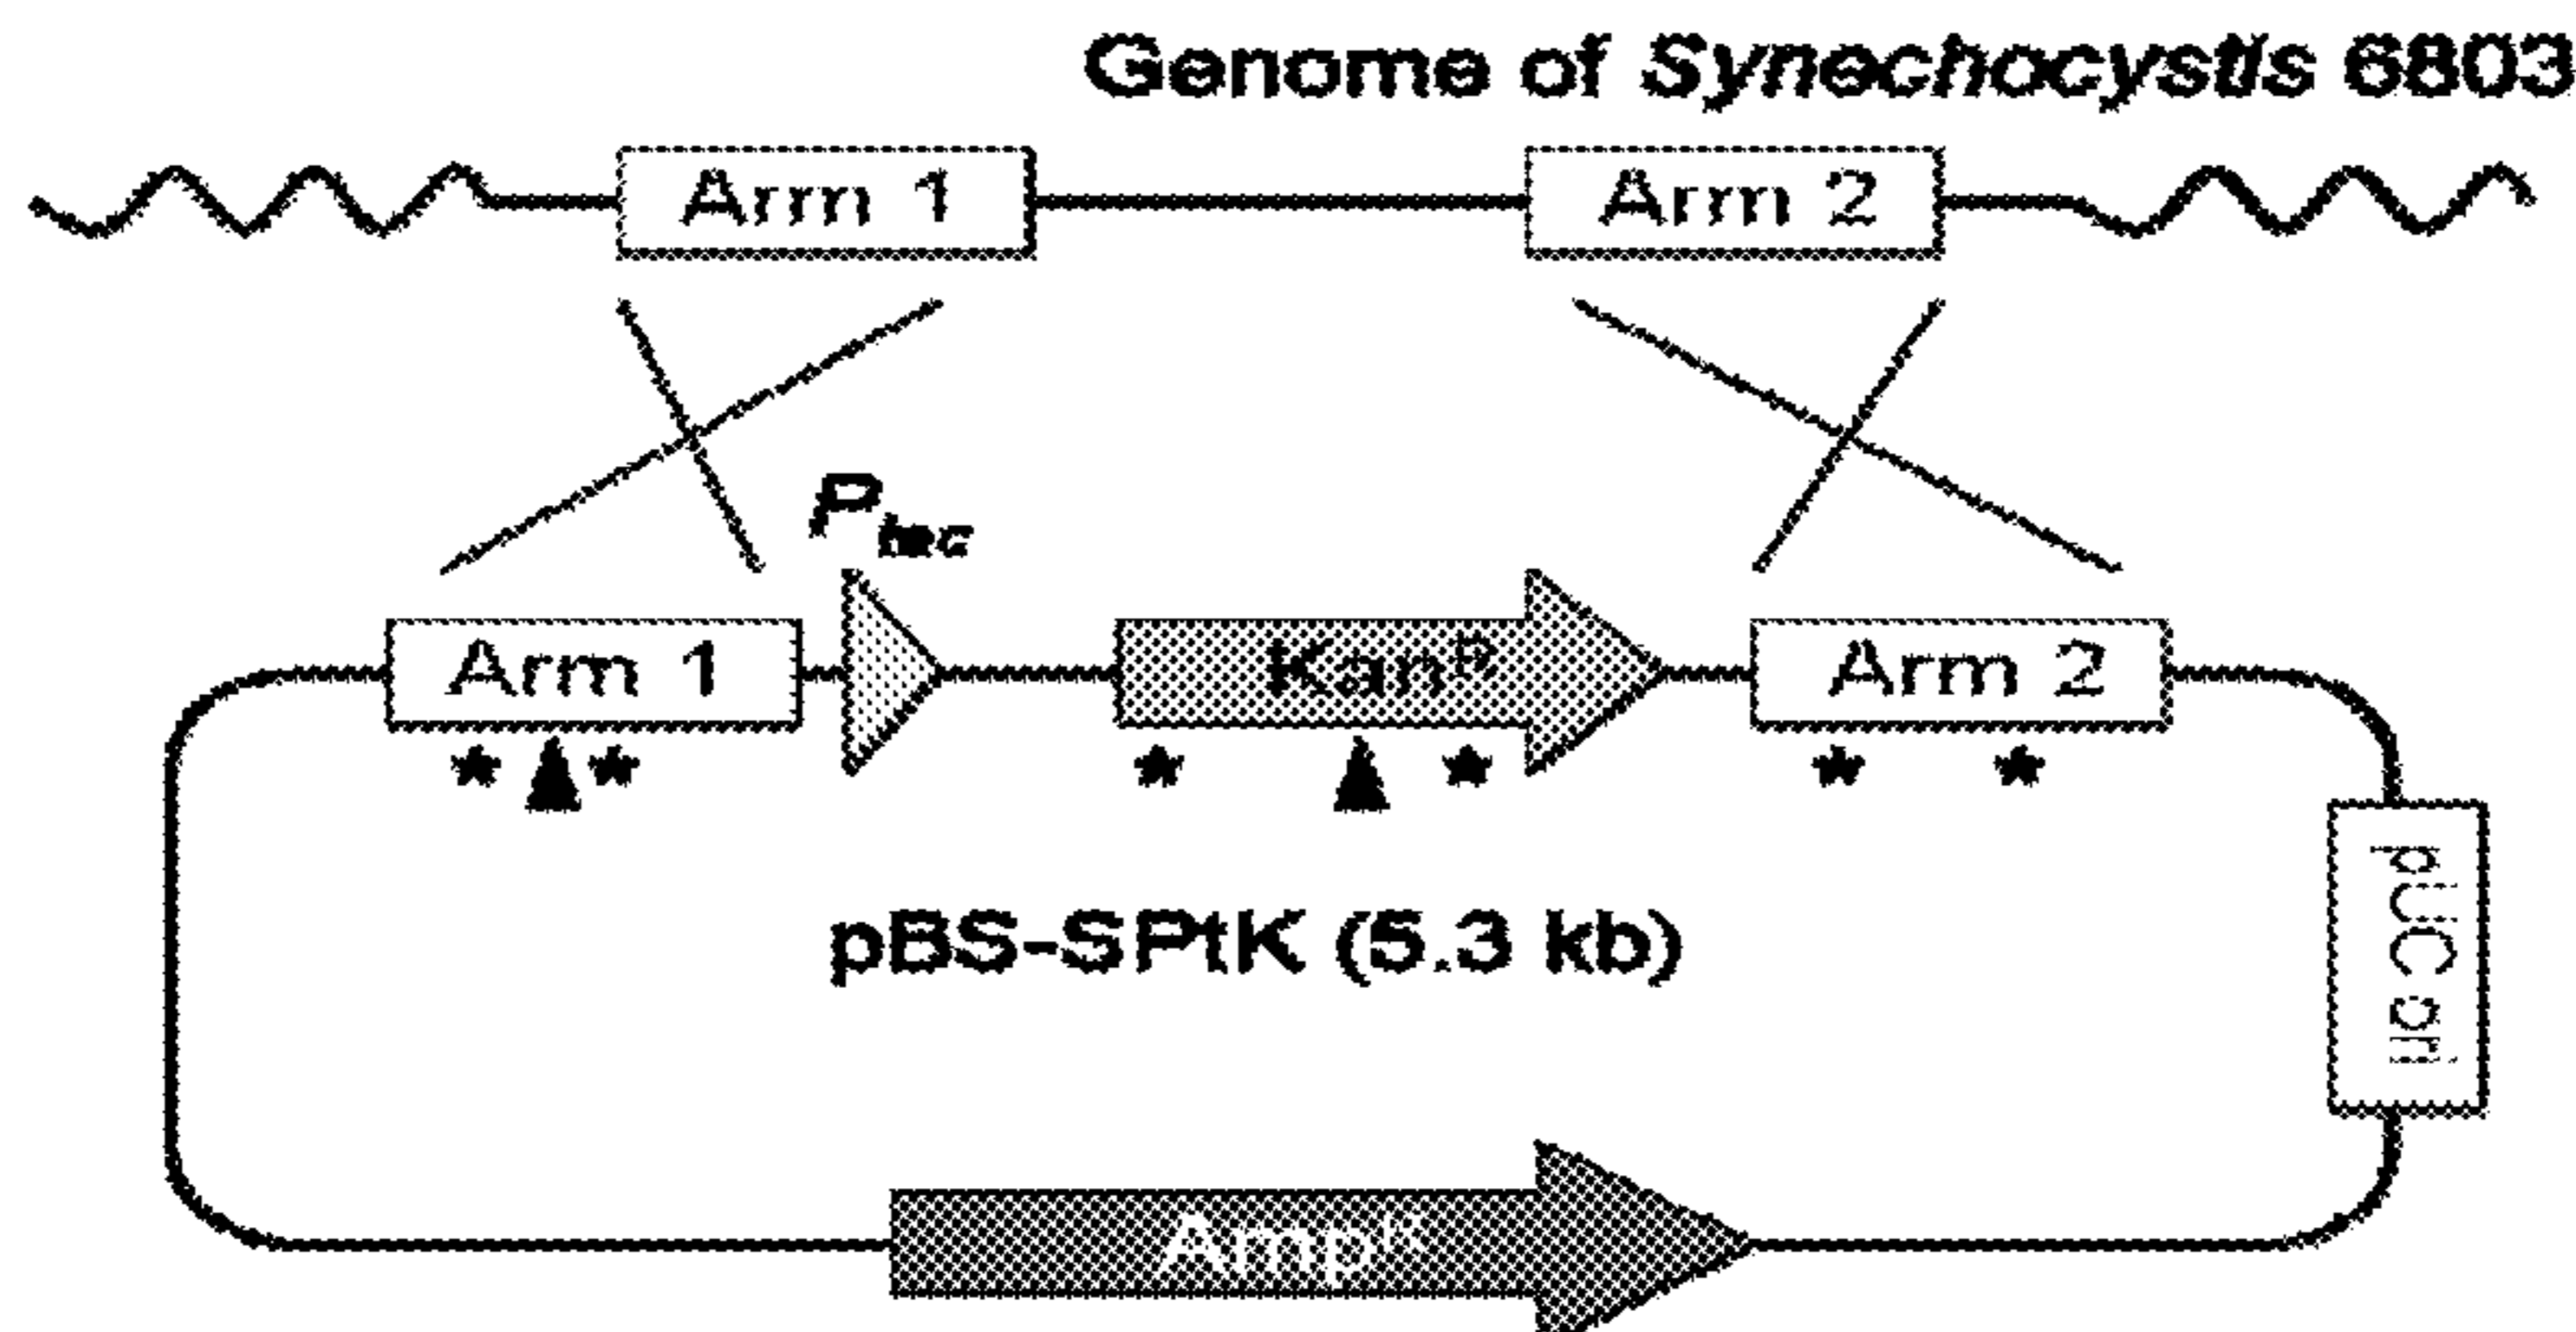 Genome of Synechocystis 6803
Arm 1
Arm 2
Ptac
Arm 1
Kanᴿ
Arm 2
* * * * * *
pBS-SPtK (5.3 kb)
pUC ori
Ampᴿ